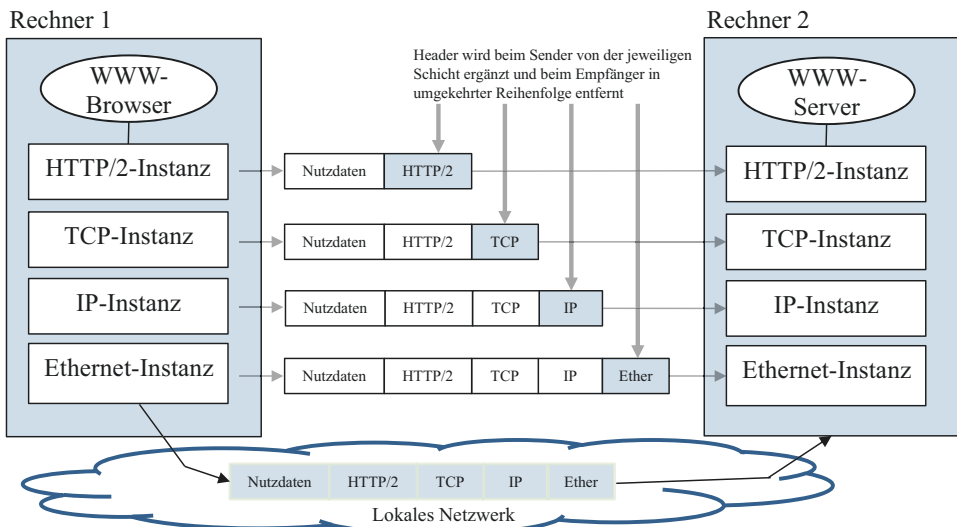 Rechner 1
Rechner 2
Header wird beim Sender von der jeweiligen
Schicht ergänzt und beim Empfänger in
umgekehrter Reihenfolge entfernt
WWW-
Browser
WWW-
Server
HTTP/2-Instanz
Nutzdaten HTTP/2
HTTP/2-Instanz
TCP-Instanz
Nutzdaten HTTP/2 TCP
TCP-Instanz
IP-Instanz
Nutzdaten HTTP/2 TCP IP
IP-Instanz
Ethernet-Instanz
Nutzdaten HTTP/2 TCP IP Ether
Ethernet-Instanz
Nutzdaten HTTP/2 TCP IP Ether
Lokales Netzwerk